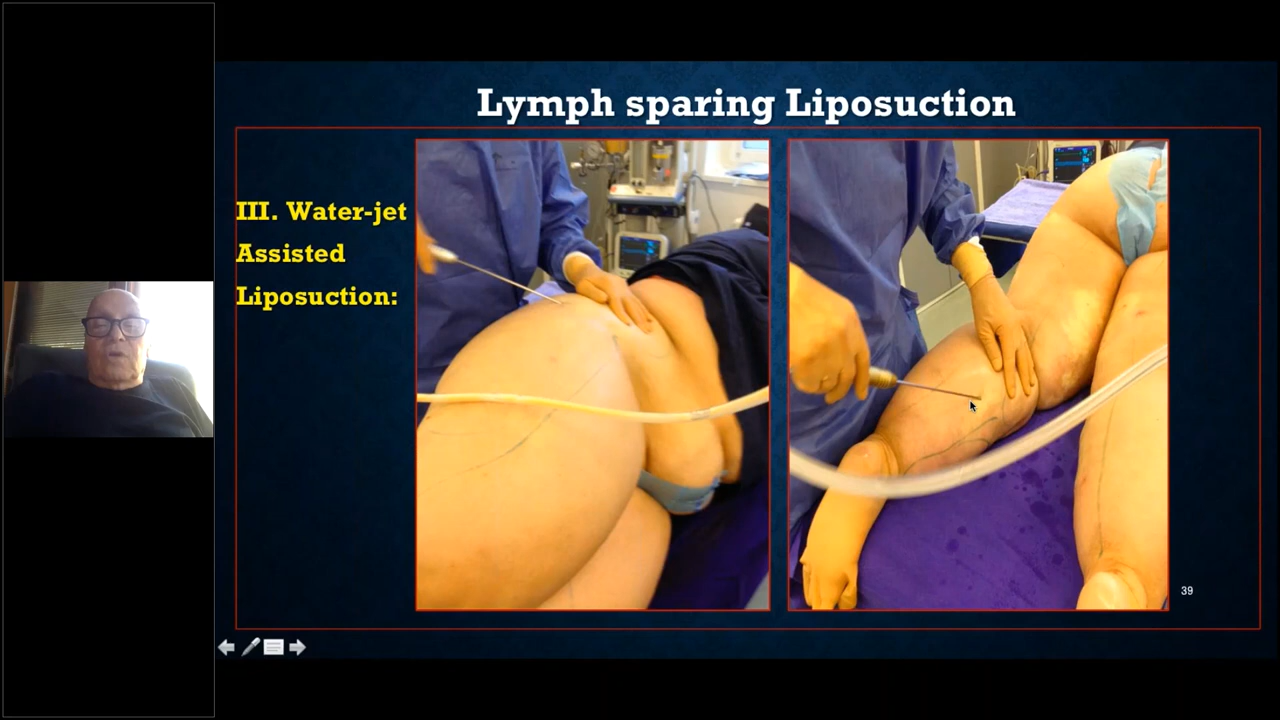 Lymph sparing Liposuction
III. Water-jet
Assisted
Liposuction:
39